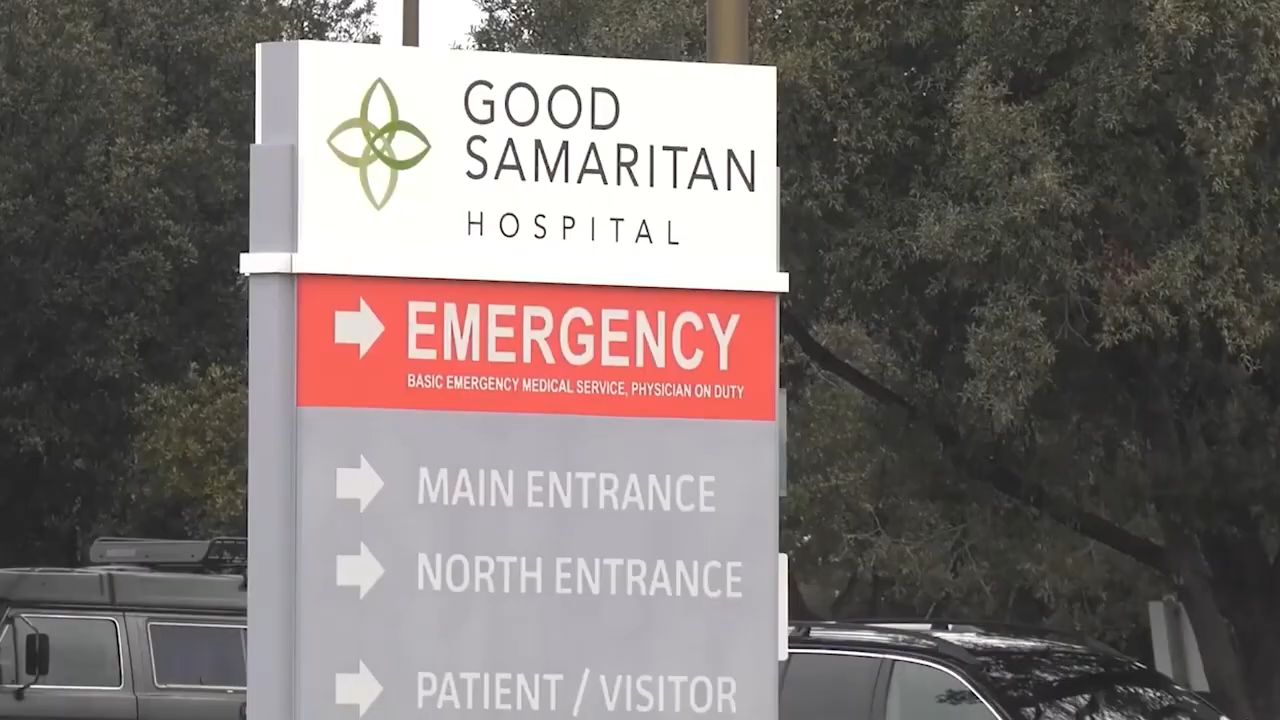 GOOD
SAMARITAN
HOSPITAL
EMERGENCY
BASIC EMERGENCY MEDICAL SERVICE, PHYSICIAN ON DUTY
MAIN ENTRANCE
NORTH ENTRANCE
PATIENT / VISITOR